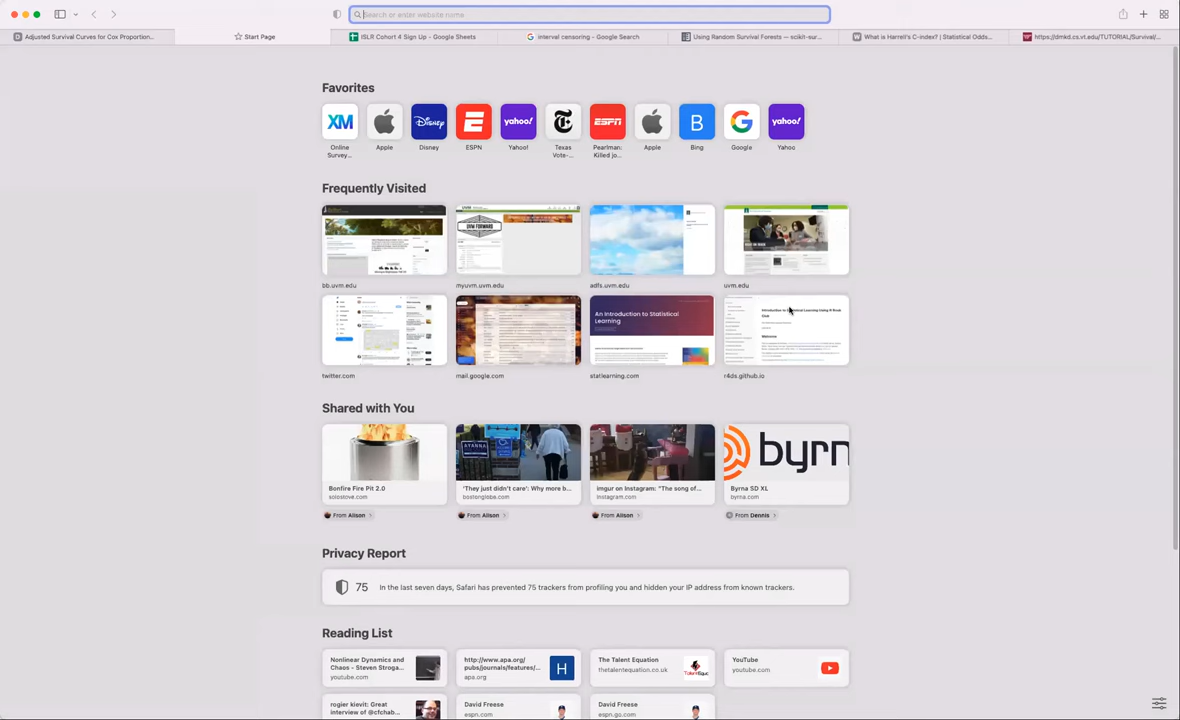 Search or enter website name
Adjusted Survival Curves for Cox Proportion...
Start Page
ISLR Cohort 4 Sign Up - Google Sheets
interval censoring - Google Search
Using Random Survival Forests — scikit-sur...
What is Harrell's C-index? | Statistical Odds...
https://dmkd.cs.vt.edu/TUTORIAL/Survival/...
Favorites
XM
Disney
yahoo!
ESPN
B
yahoo!
Online Survey...
Apple
Disney
ESPN
Yahoo!
Texas Vote-...
Pearlman: Killed jo...
Apple
Bing
Google
Yahoo
Frequently Visited
UVM FORWARD
bb.uvm.edu
myuvm.uvm.edu
adfs.uvm.edu
uvm.edu
An Introduction to Statistical
Learning
Welcome
twitter.com
mail.google.com
statlearning.com
r4ds.github.io
Shared with You
AYANNA
byrn
Bonfire Fire Pit 2.0
solostove.com
'They just didn't care': Why more b...
bostonglobe.com
imgur on Instagram: "The song of...
instagram.com
Byrna SD XL
byrna.com
From Alison
From Alison
From Alison
From Dennis
Privacy Report
75
In the last seven days, Safari has prevented 75 trackers from profiling you and hidden your IP address from known trackers.
Reading List
Nonlinear Dynamics and
Chaos - Steven Stroga...
youtube.com
http://www.apa.org/
pubs/journals/features/...
apa.org
H
The Talent Equation
thetalentequation.co.uk
YouTube
youtube.com
rogier kievit: Great
interview of @cfchab...
David Freese
espn.com
David Freese
espn.go.com